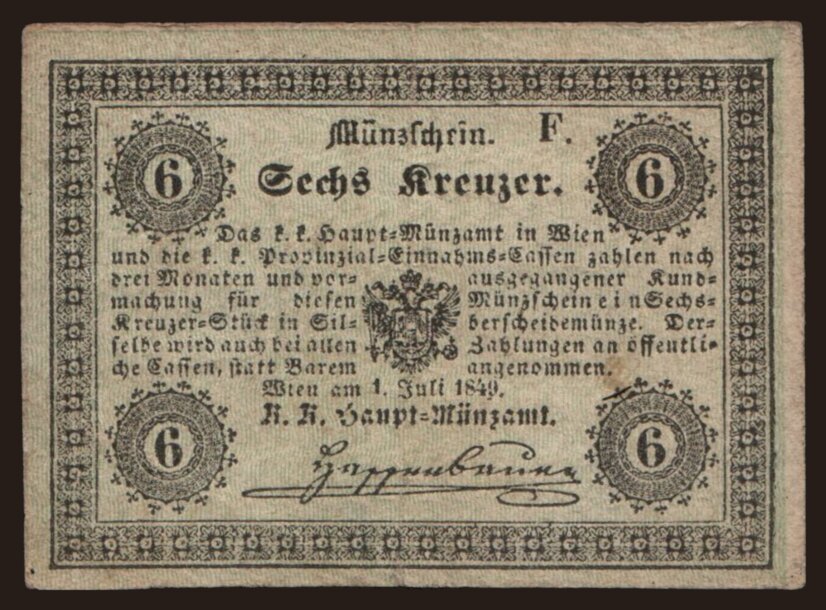 Münzschein. F.
6 Sechs Kreuzer. 6
Das k. k. Haupt=Münzamt in Wien
und die k. k. Provinzial=Einnahms=Cassen zahlen nach
drei Monaten und vor= ausgegangener Kund=
machung für diesen Münzschein ein Sechs=
Kreuzer=Stück in Sil= berscheidemünze. Der=
selbe wird auch bei allen Zahlungen an öffentli=
che Cassen, statt Barem angenommen.
Wien am 1. Juli 1849.
K. K. Haupt=Münzamt.
6 6